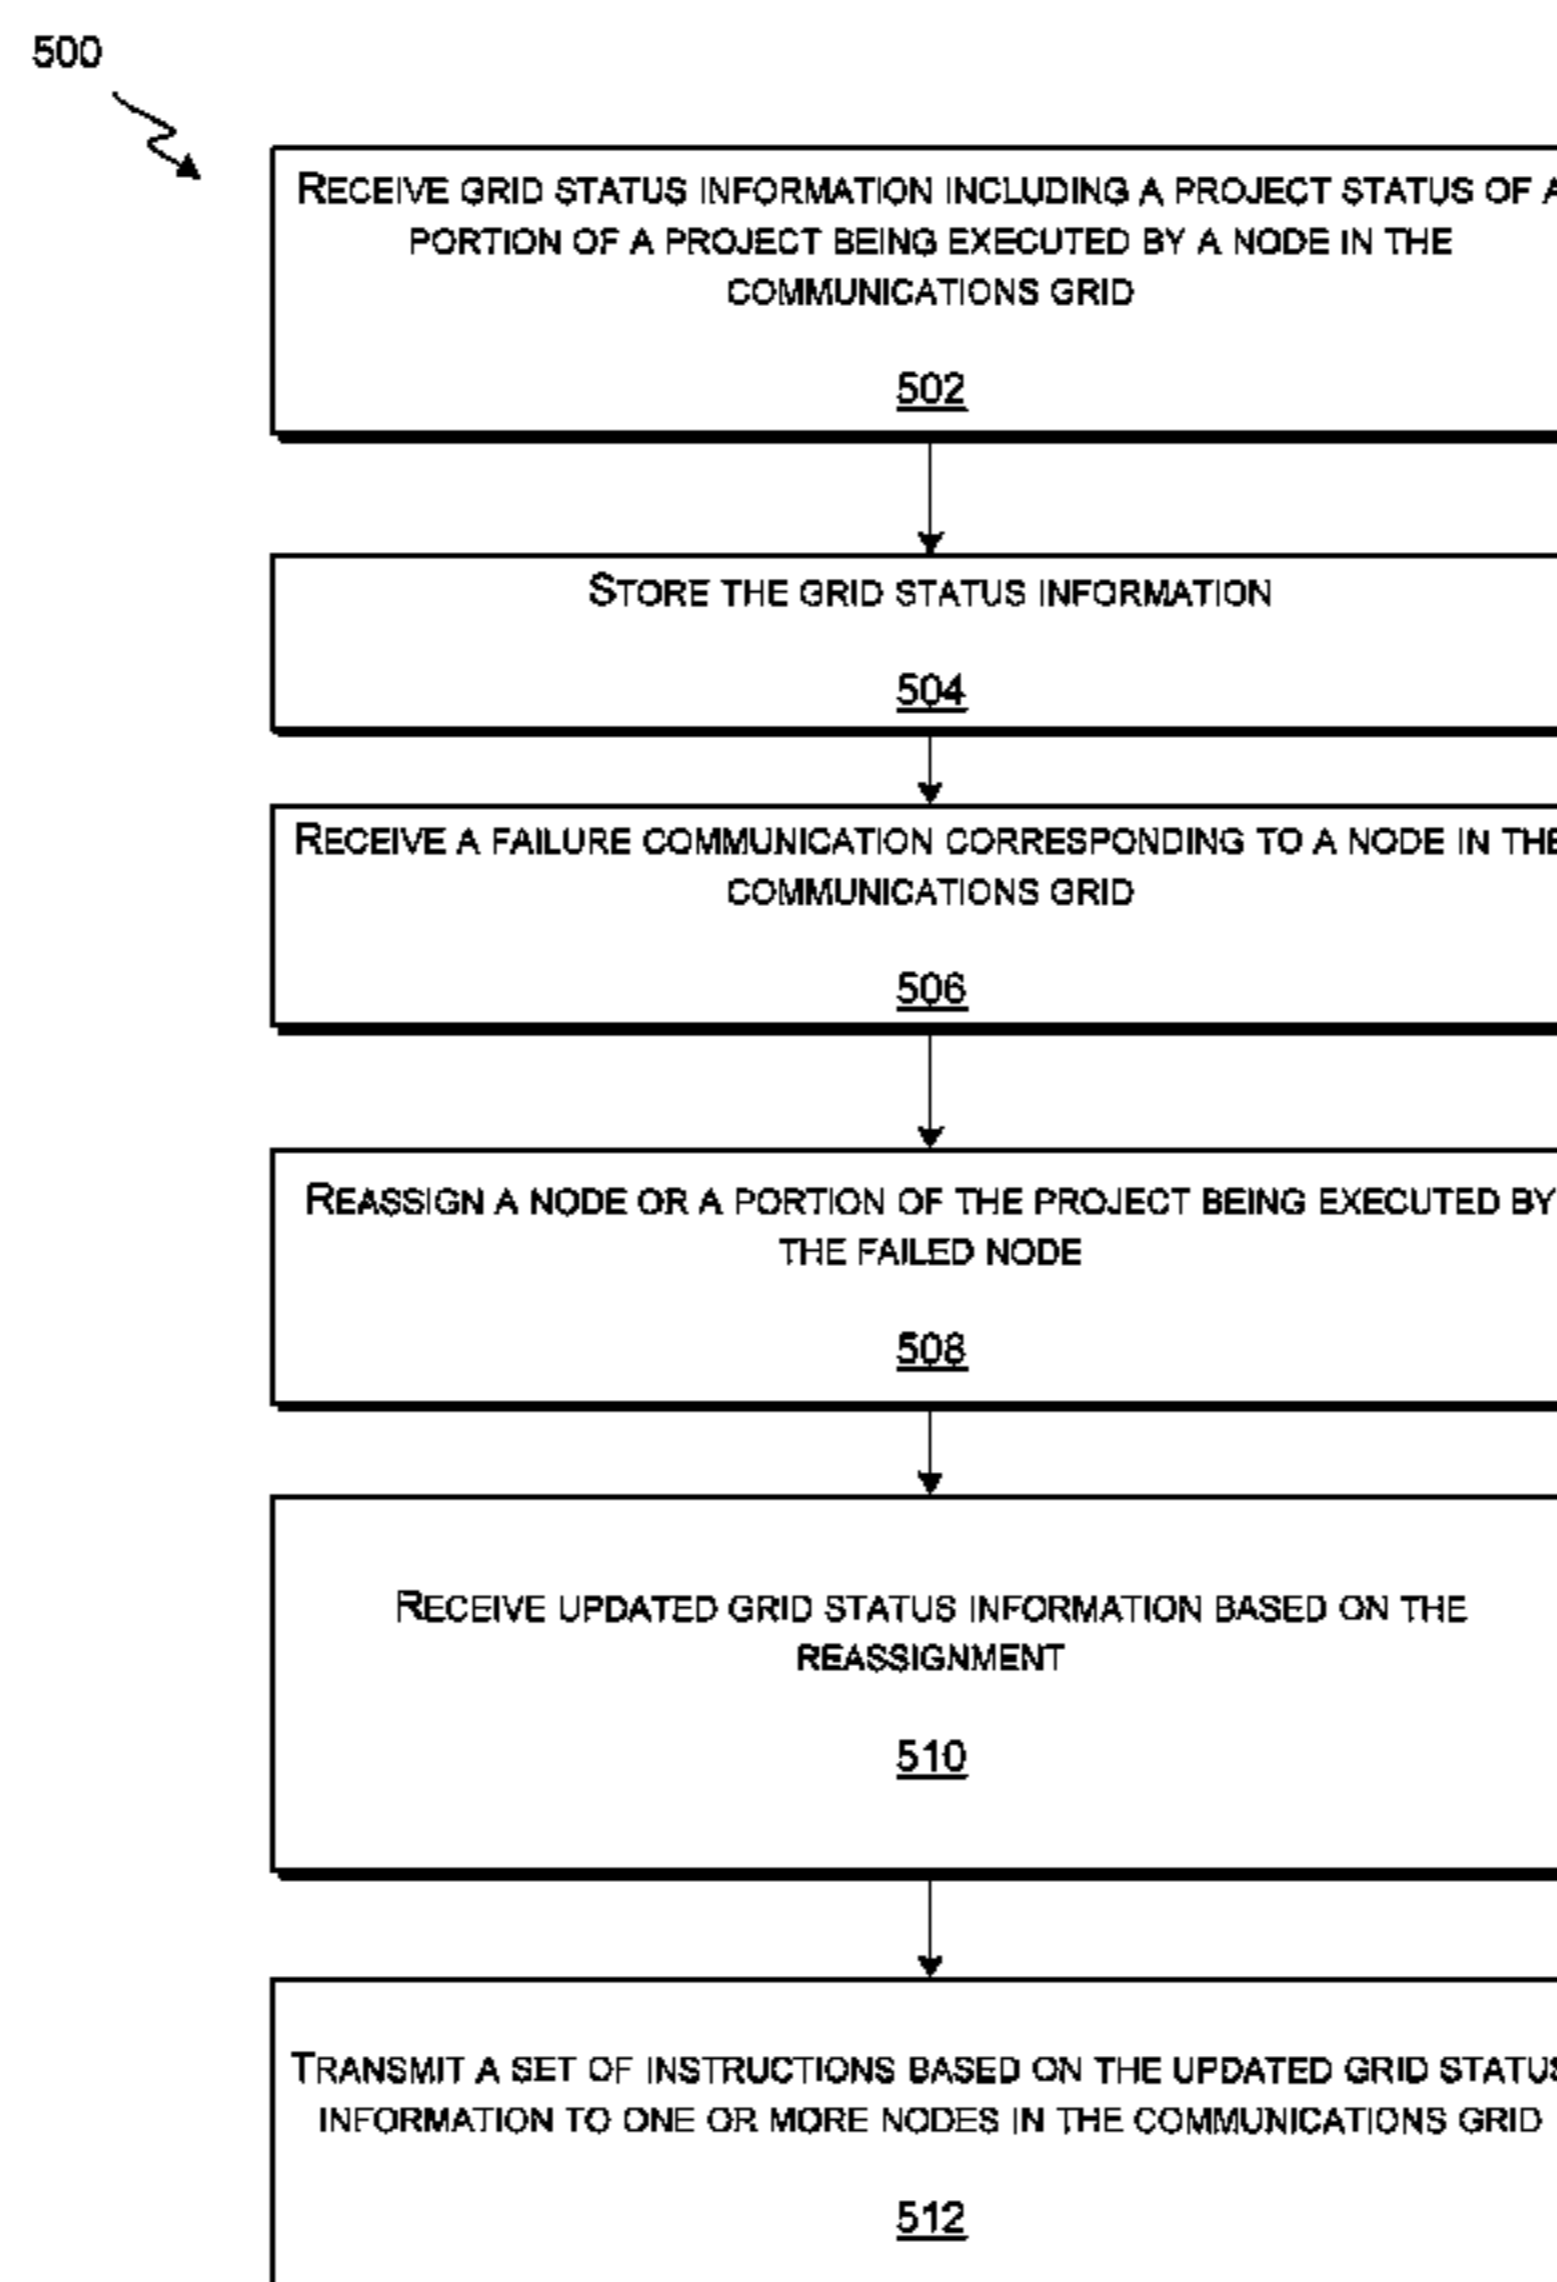 500
RECEIVE GRID STATUS INFORMATION INCLUDING A PROJECT STATUS OF A
PORTION OF A PROJECT BEING EXECUTED BY A NODE IN THE
COMMUNICATIONS GRID
502
STORE THE GRID STATUS INFORMATION
504
RECEIVE A FAILURE COMMUNICATION CORRESPONDING TO A NODE IN THE
COMMUNICATIONS GRID
506
REASSIGN A NODE OR A PORTION OF THE PROJECT BEING EXECUTED BY
THE FAILED NODE
508
RECEIVE UPDATED GRID STATUS INFORMATION BASED ON THE
REASSIGNMENT
510
TRANSMIT A SET OF INSTRUCTIONS BASED ON THE UPDATED GRID STATUS
INFORMATION TO ONE OR MORE NODES IN THE COMMUNICATIONS GRID
512